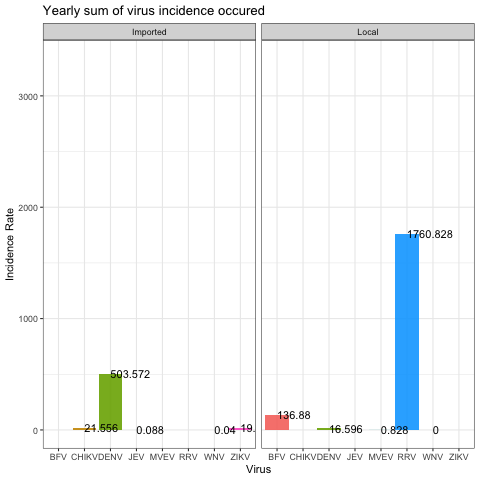 Yearly sum of virus incidence occured
Imported
Local
3000
2000
1000
0
Incidence Rate
21.556
503.572
0.088
0.04
19.
136.88
16.596
0.828
1760.828
0
BFV CHIKV DENV JEV MVEV RRV WNV ZIKV
BFV CHIKV DENV JEV MVEV RRV WNV ZIKV
Virus